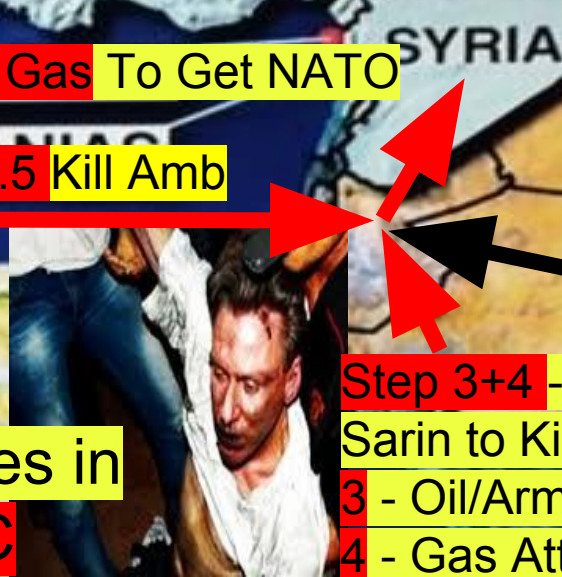 SYRIA
Gas To Get NATO
.5 Kill Amb
Step 3+4 -
Sarin to Ki
es in
3 - Oil/Arm
C
4 - Gas Att